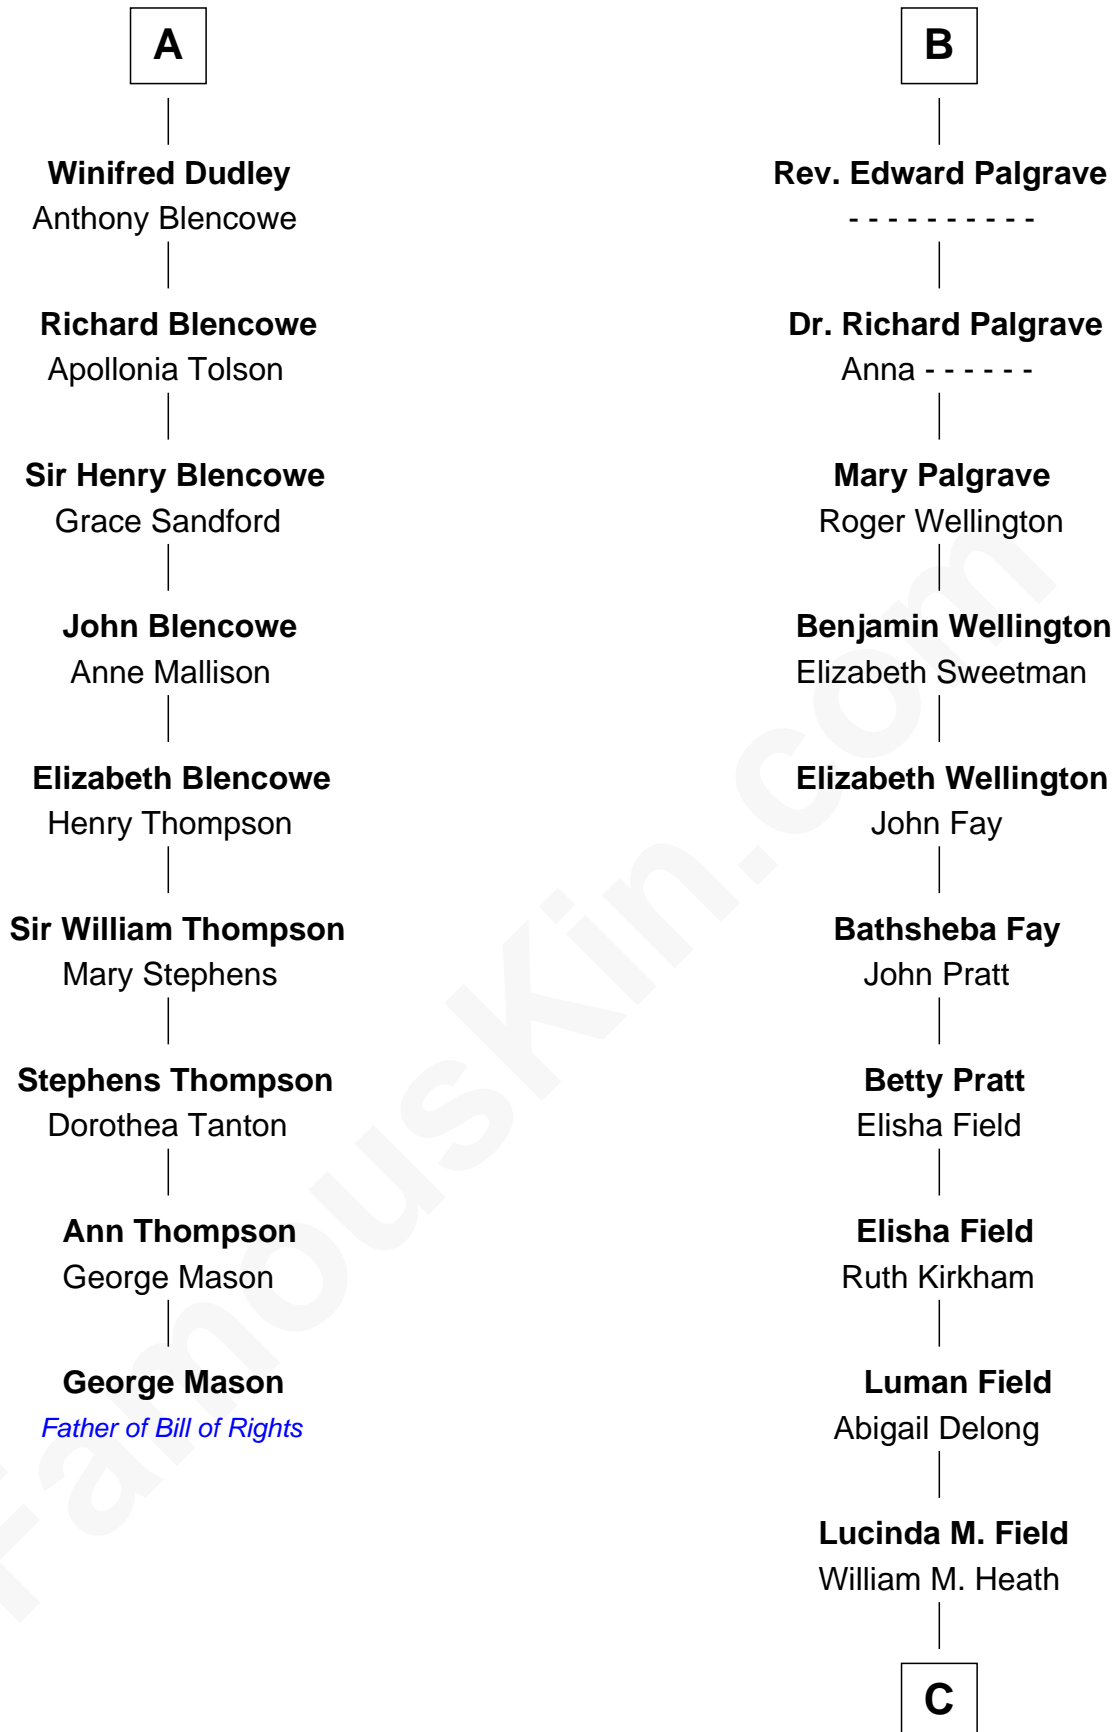 A
Winifred Dudley
Anthony Blencowe
Richard Blencowe
Apollonia Tolson
Sir Henry Blencowe
Grace Sandford
John Blencowe
Anne Mallison
Elizabeth Blencowe
Henry Thompson
Sir William Thompson
Mary Stephens
Stephens Thompson
Dorothea Tanton
Ann Thompson
George Mason
George Mason
Father of Bill of Rights
B
Rev. Edward Palgrave
- - - - - - - - - -
Dr. Richard Palgrave
Anna - - - - - -
Mary Palgrave
Roger Wellington
Benjamin Wellington
Elizabeth Sweetman
Elizabeth Wellington
John Fay
Bathsheba Fay
John Pratt
Betty Pratt
Elisha Field
Elisha Field
Ruth Kirkham
Luman Field
Abigail Delong
Lucinda M. Field
William M. Heath
C
FamousKin.com